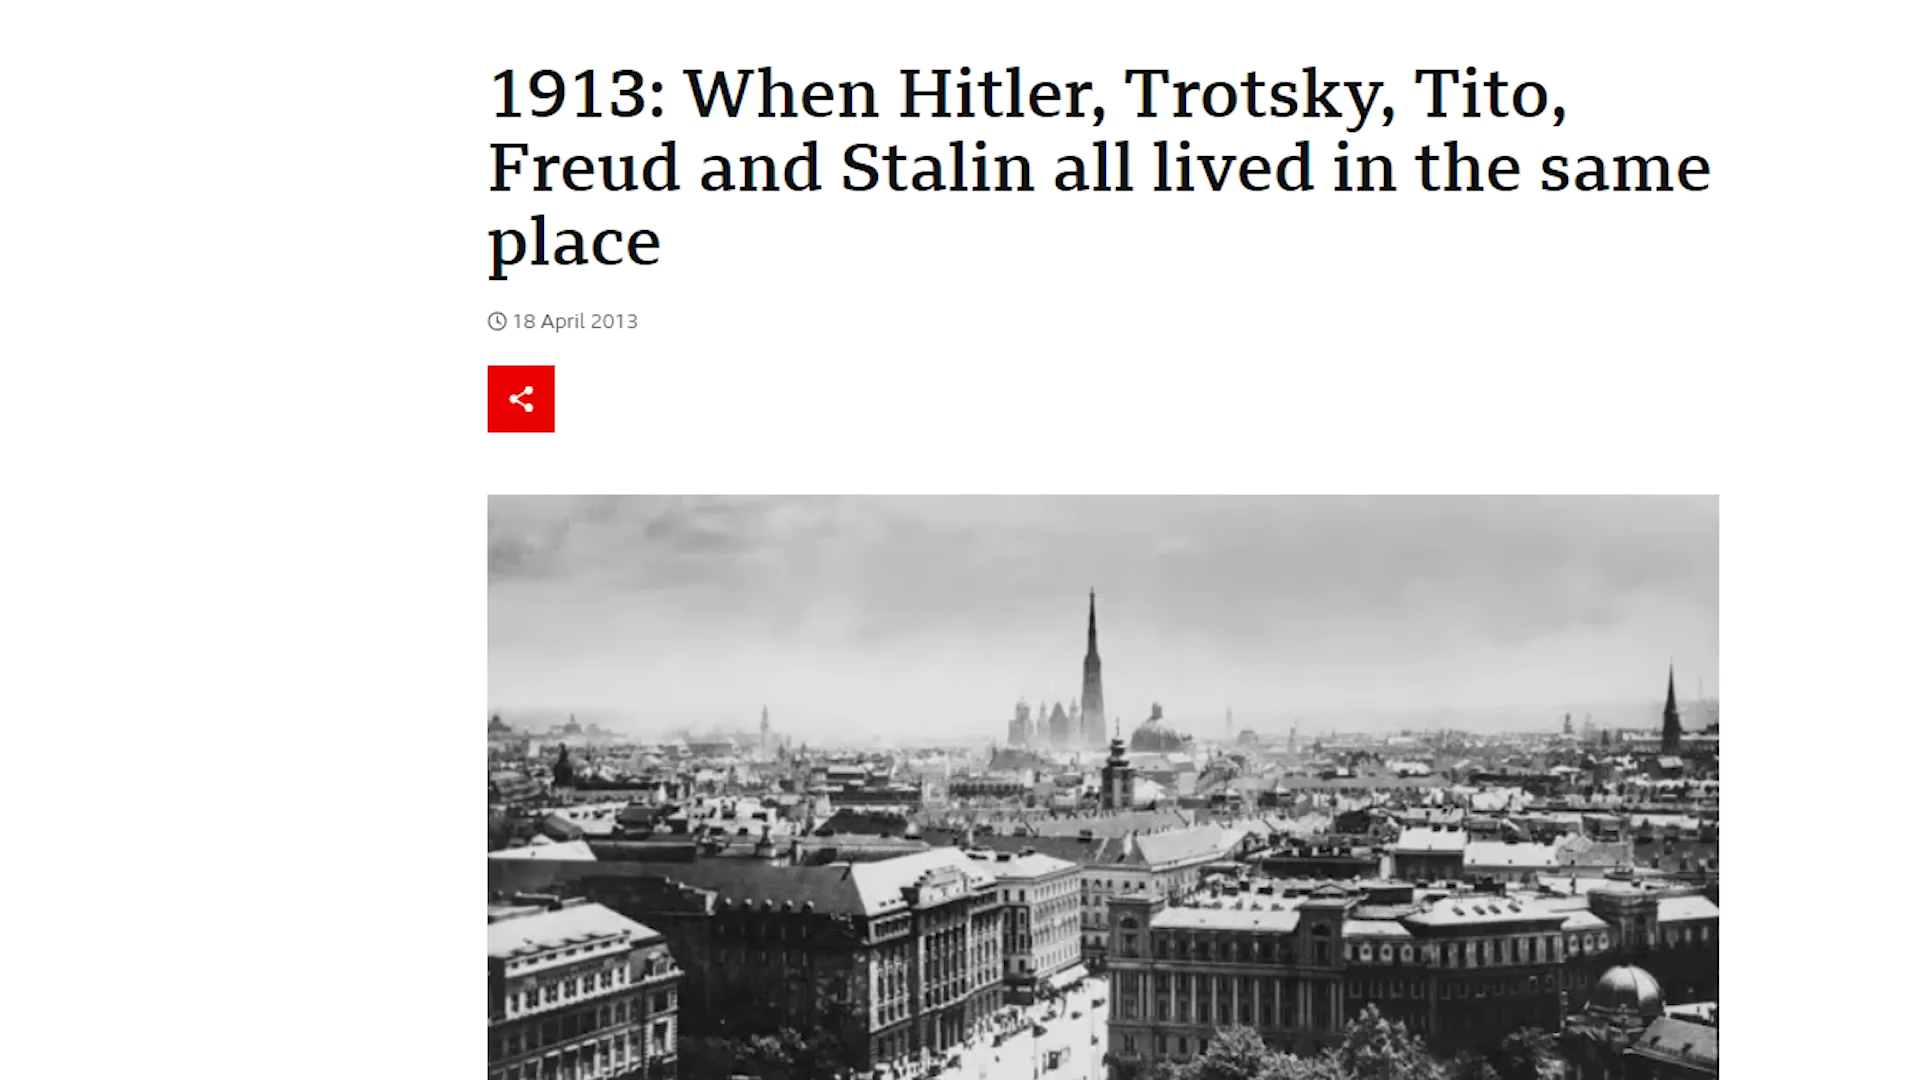 1913: When Hitler, Trotsky, Tito,
Freud and Stalin all lived in the same
place
18 April 2013